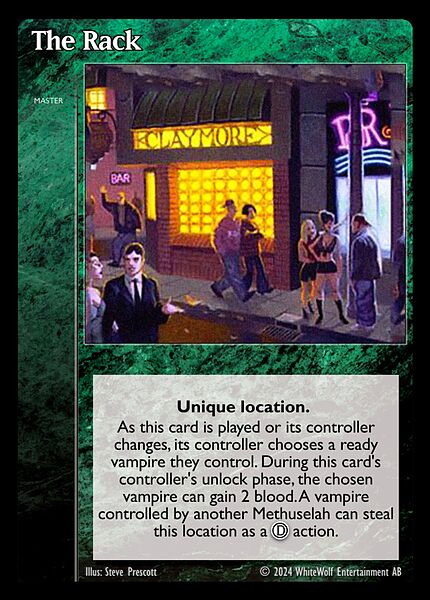 The Rack
MASTER
CLAYMORES
BAR
DR
Unique location.
As this card is played or its controller
changes, its controller chooses a ready
vampire they control. During this card's
controller's unlock phase, the chosen
vampire can gain 2 blood. A vampire
controlled by another Methuselah can steal
this location as a Ⓓ action.
Illus: Steve Prescott
© 2024 WhiteWolf Entertainment AB